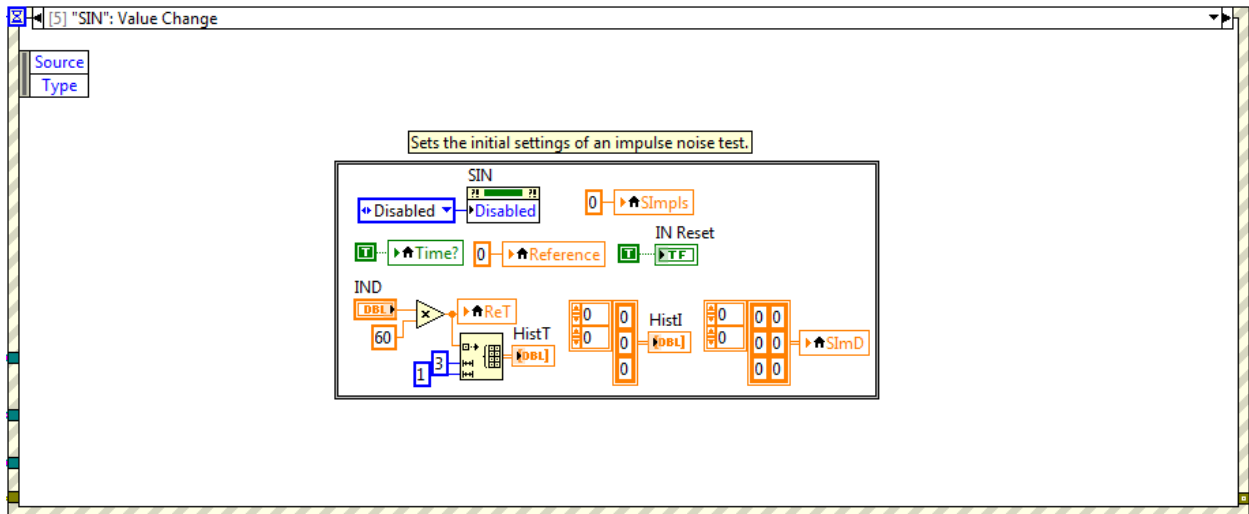 [5] "SIN": Value Change
Source
Type
Sets the initial settings of an impulse noise test.
SIN
?! ?!
Disabled
Disabled
0
SImpls
IN Reset
T
Time?
0
Reference
T
TF
IND
DBL
ReT
60
HistT
DBL]
3
1
0
0
0
0
0
HistI
DBL]
0
0
0 0
0 0
0 0
SImD